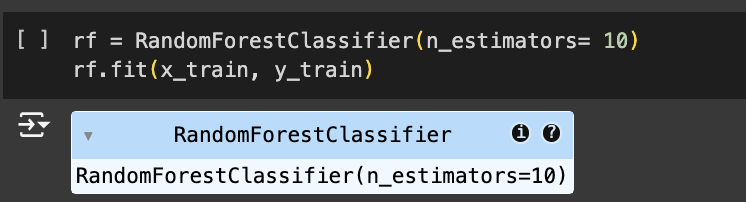 [ ] rf = RandomForestClassifier(n_estimators= 10)
rf.fit(x_train, y_train)
RandomForestClassifier i ?
RandomForestClassifier(n_estimators=10)